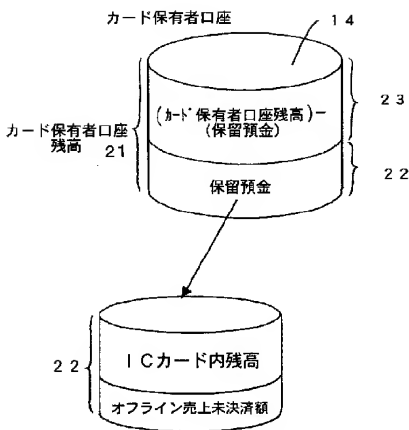 カード保有者口座
14
(カード保有者口座残高)−
(保留預金)
23
カード保有者口座
残高 21
22
保留預金
ICカード内残高
22
オフライン売上未決済額